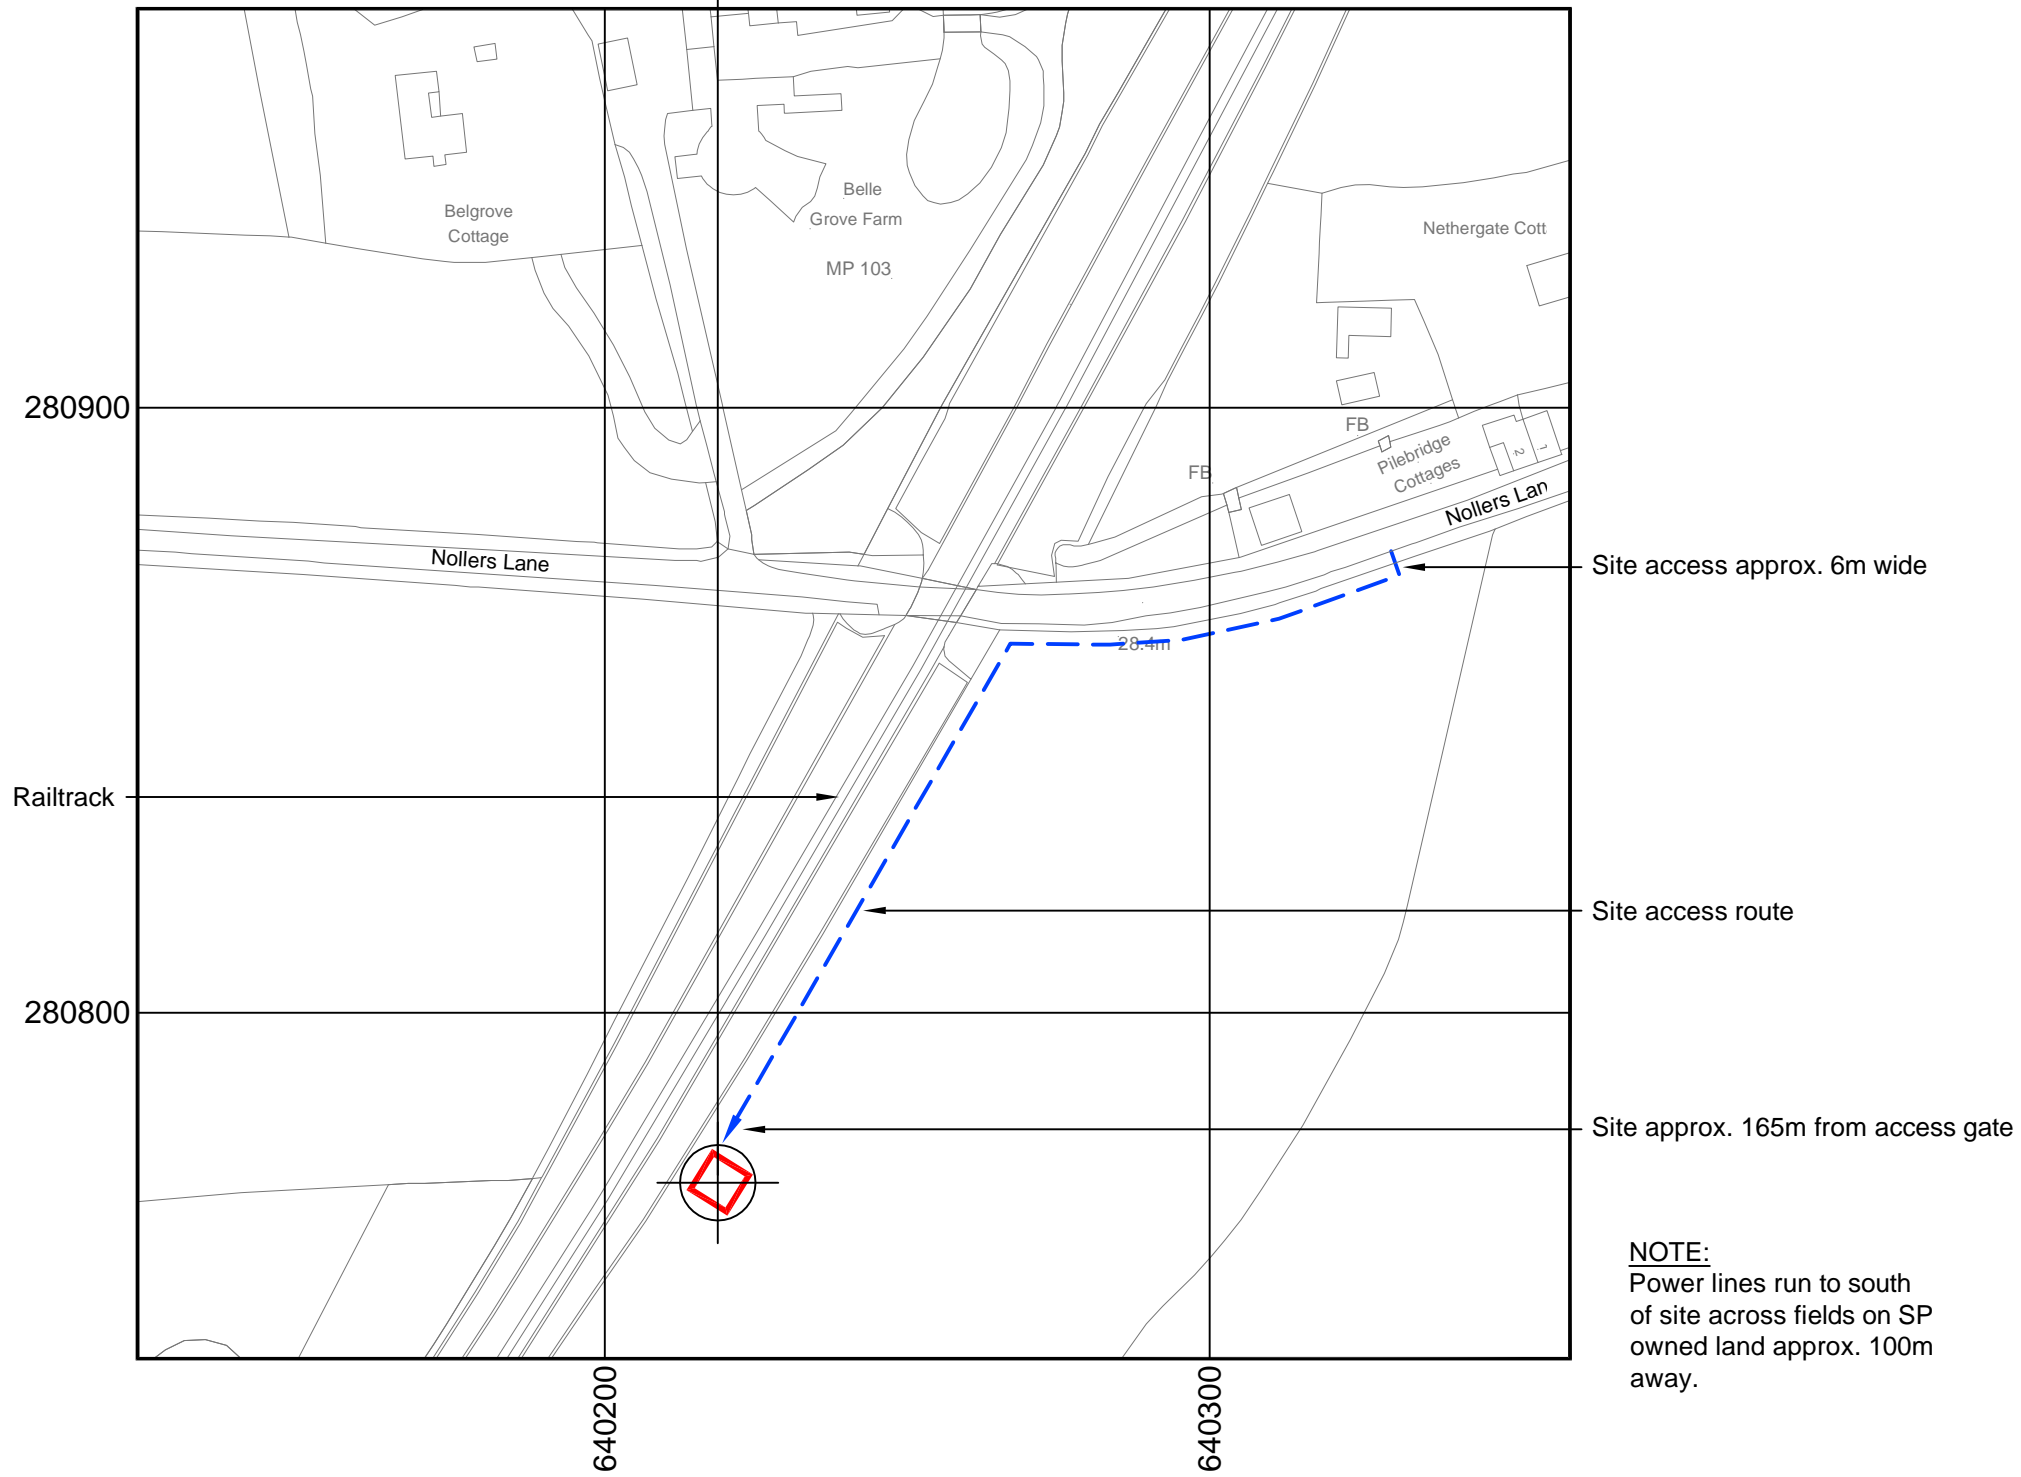 Belgrove
Cottage
Belle
Grove Farm
MP 103
Nethergate Cott
280900
FB
FB
Pilebridge
Cottages
2
1
Nollers Lan
Nollers Lane
28.4m
Site access approx. 6m wide
Railtrack
Site access route
280800
Site approx. 165m from access gate
NOTE:
Power lines run to south
of site across fields on SP
owned land approx. 100m
away.
640200
640300